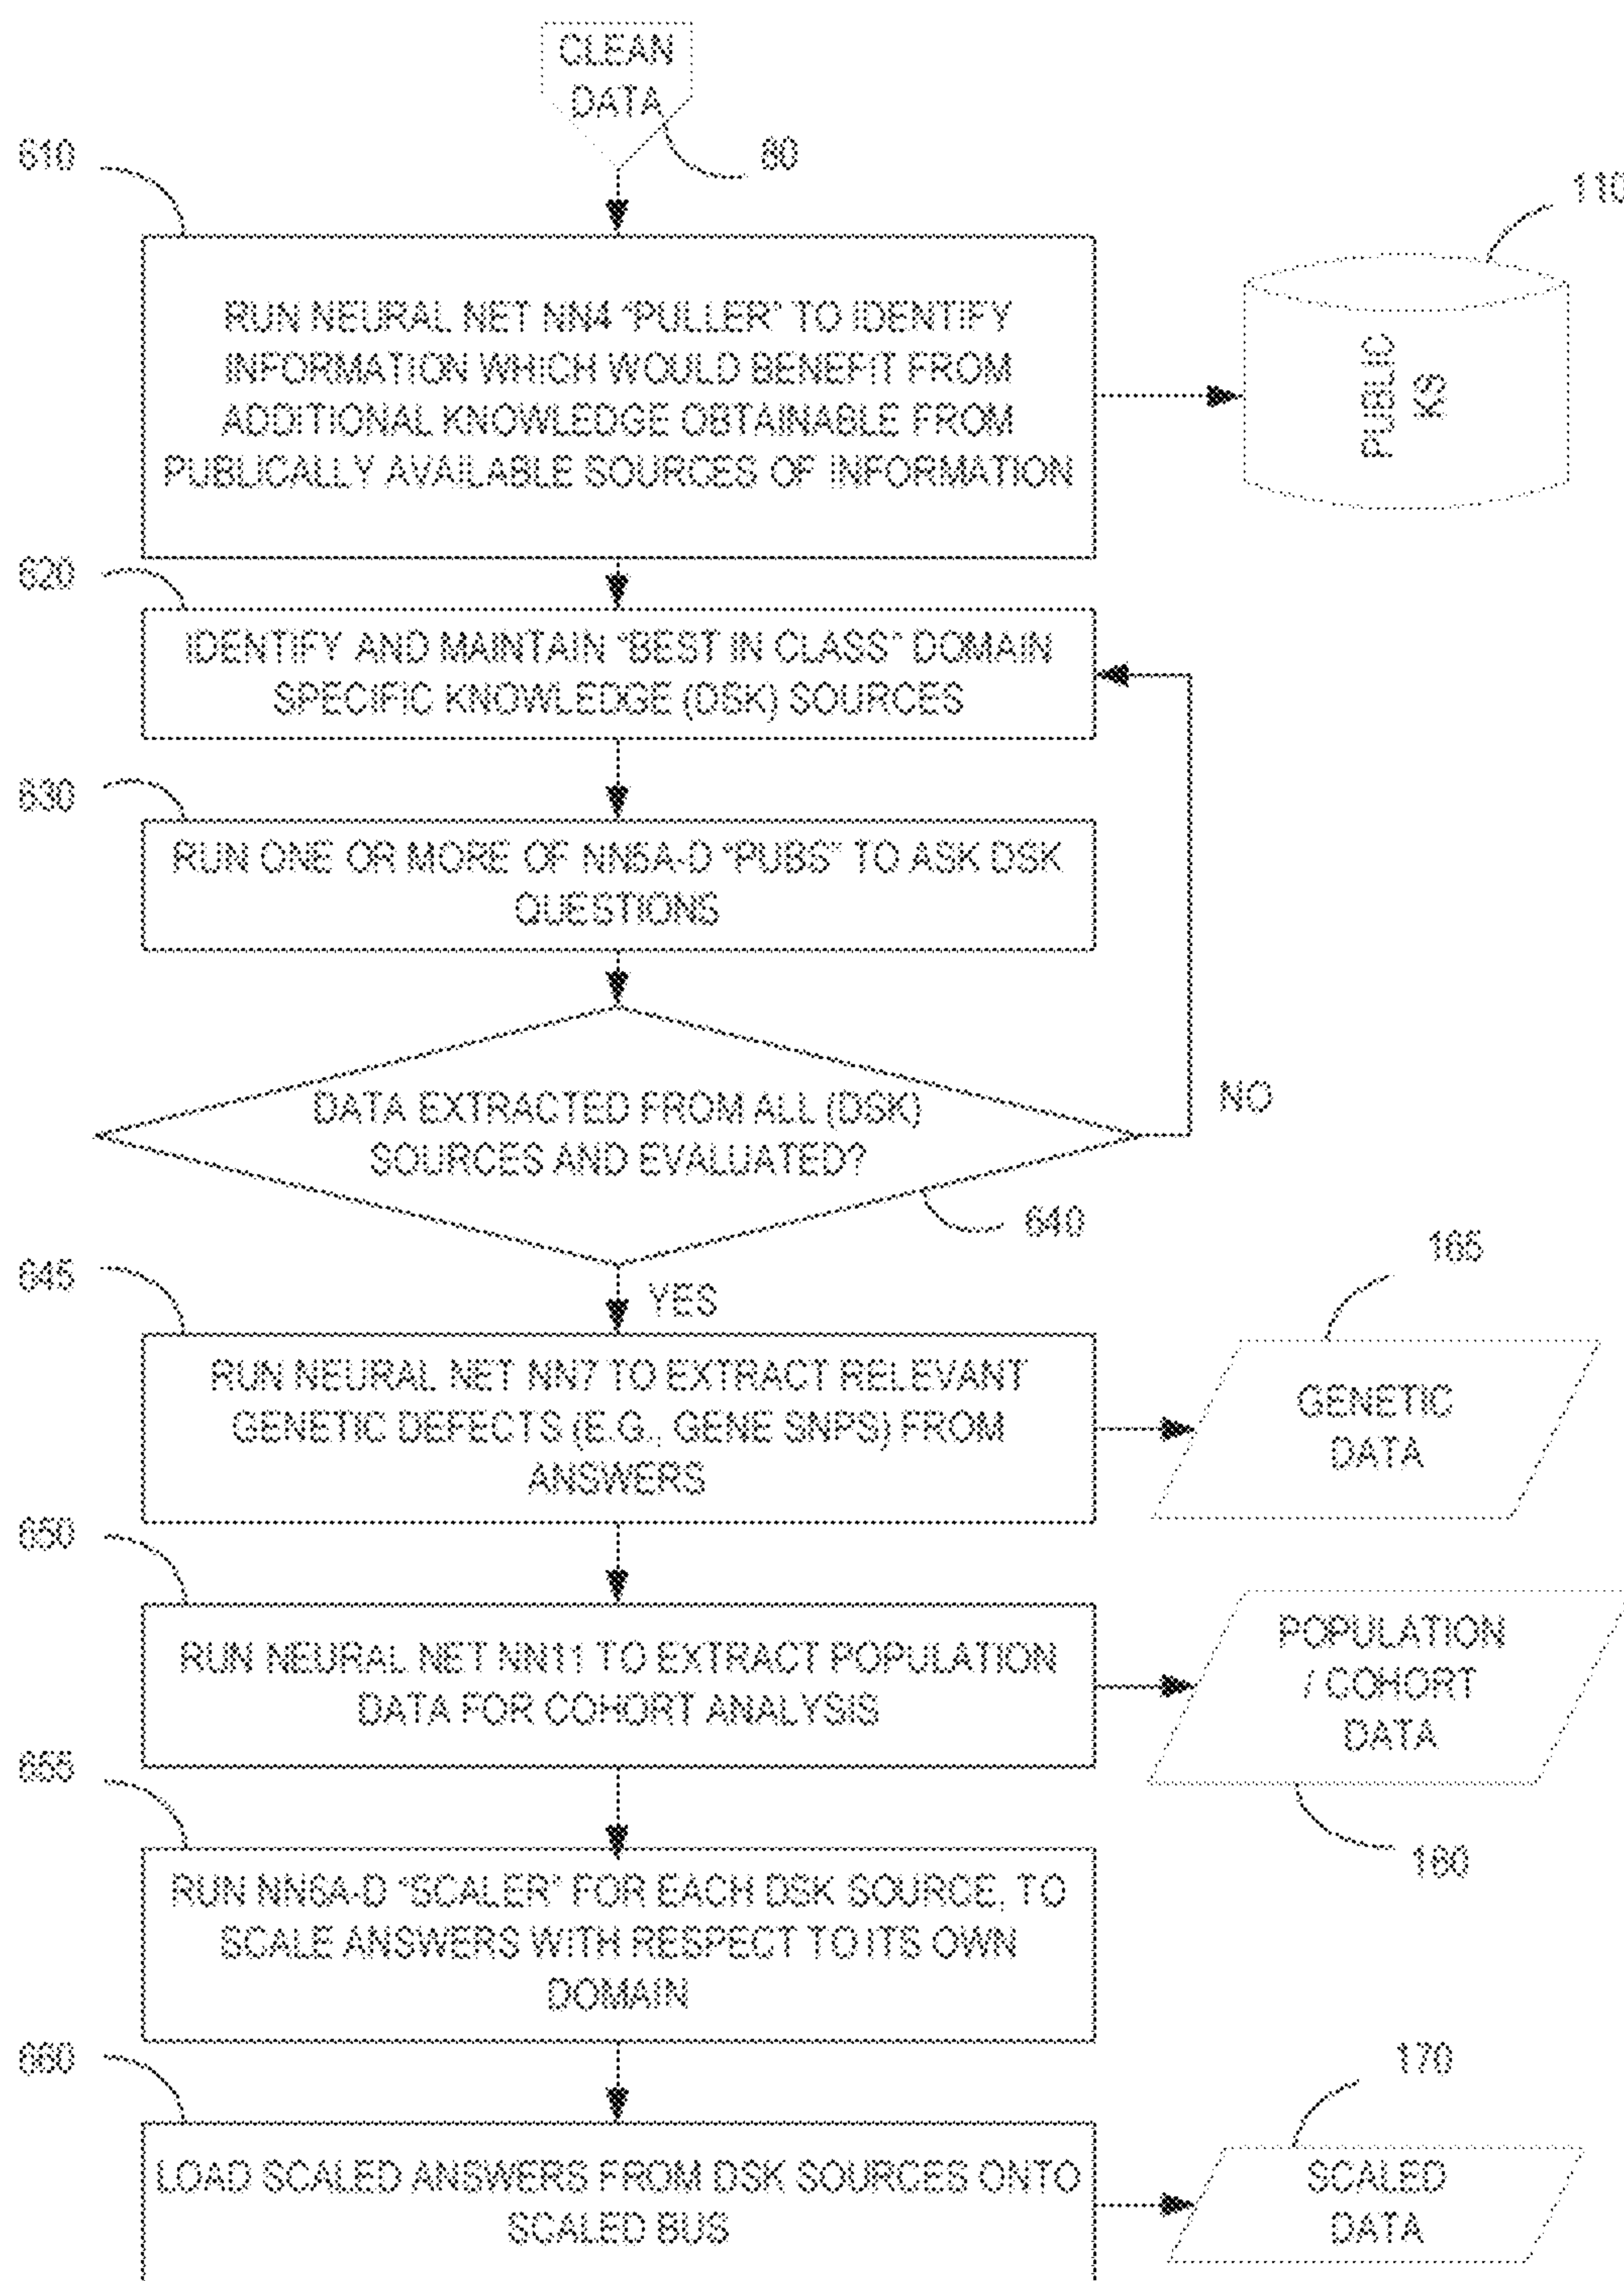 CLEAN
DATA
80
610
110
RUN NEURAL NET NN4 "PULLER" TO IDENTIFY
INFORMATION WHICH WOULD BENEFIT FROM
ADDITIONAL KNOWLEDGE OBTAINABLE FROM
PUBLICALLY AVAILABLE SOURCES OF INFORMATION
PUBLIC
KS
620
IDENTIFY AND MAINTAIN "BEST IN CLASS" DOMAIN
SPECIFIC KNOWLEDGE (DSK) SOURCES
630
RUN ONE OR MORE OF NN5A-D "PUBS" TO ASK DSK
QUESTIONS
DATA EXTRACTED FROM ALL (DSK)
SOURCES AND EVALUATED?
NO
640
YES
645
165
RUN NEURAL NET NN7 TO EXTRACT RELEVANT
GENETIC DEFECTS (E.G., GENE SNPS) FROM
ANSWERS
GENETIC
DATA
650
RUN NEURAL NET NN11 TO EXTRACT POPULATION
DATA FOR COHORT ANALYSIS
POPULATION
/ COHORT
DATA
160
655
RUN NN6A-D "SCALER" FOR EACH DSK SOURCE, TO
SCALE ANSWERS WITH RESPECT TO ITS OWN
DOMAIN
660
170
LOAD SCALED ANSWERS FROM DSK SOURCES ONTO
SCALED BUS
SCALED
DATA